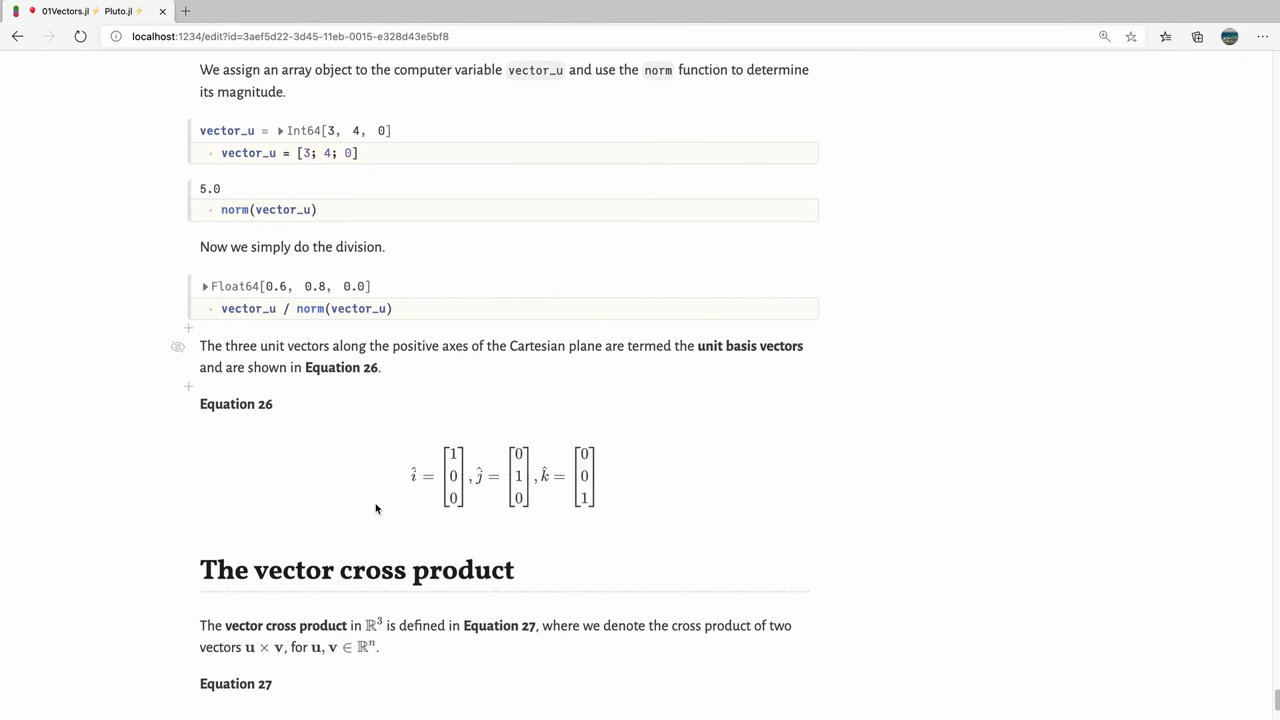 01Vectors.jl ⚡ Pluto.jl ⚡
localhost:1234/edit?id=3aef5d22-3d45-11eb-0015-e328d43e5bf8
We assign an array object to the computer variable vector_u and use the norm function to determine
its magnitude.
vector_u = ▶Int64[3, 4, 0]
vector_u = [3; 4; 0]
5.0
norm(vector_u)
Now we simply do the division.
▶Float64[0.6, 0.8, 0.0]
vector_u / norm(vector_u)
The three unit vectors along the positive axes of the Cartesian plane are termed the unit basis vectors
and are shown in Equation 26.
Equation 26
î = [1 0 0], ĵ = [0 1 0], k̂ = [0 0 1]
The vector cross product
The vector cross product in ℝ³ is defined in Equation 27, where we denote the cross product of two
vectors u × v, for u, v ∈ ℝⁿ.
Equation 27